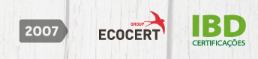 2007
GROUP
ECOCERT
IBD
CERTIFICAÇÕES